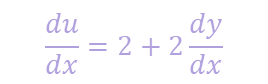 du/dx = 2 + 2 dy/dx